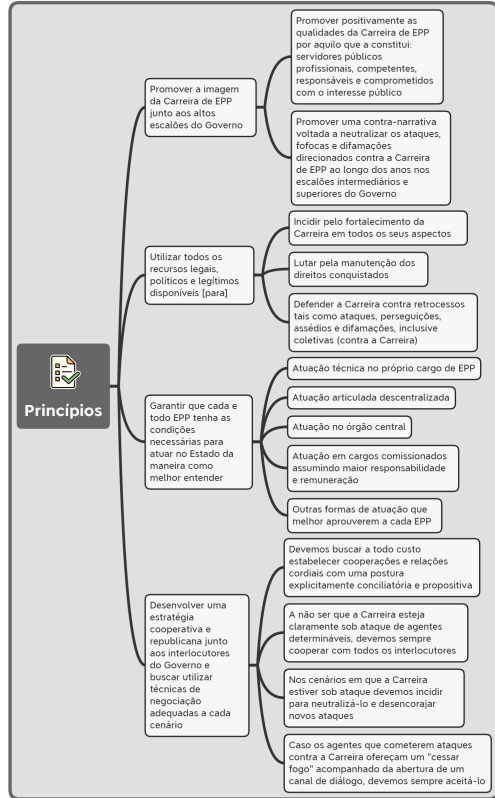 Princípios
Promover a imagem
da Carreira de EPP
junto aos altos
escalões do Governo
Promover positivamente as
qualidades da Carreira de EPP
por aquilo que a constitui:
servidores públicos
profissionais, competentes,
responsáveis e comprometidos
com o interesse público
Promover uma contra-narrativa
voltada a neutralizar os ataques,
fofocas e difamações
direcionados contra a Carreira
de EPP ao longo dos anos nos
escalões intermediários e
superiores do Governo
Utilizar todos os
recursos legais,
políticos e legítimos
disponíveis [para]
Incidir pelo fortalecimento da
Carreira em todos os seus aspectos
Lutar pela manutenção dos
direitos conquistados
Defender a Carreira contra retrocessos
tais como ataques, perseguições,
assédios e difamações, inclusive
coletivas (contra a Carreira)
Garantir que cada e
todo EPP tenha as
condições
necessárias para
atuar no Estado da
maneira como
melhor entender
Atuação técnica no próprio cargo de EPP
Atuação articulada descentralizada
Atuação no órgão central
Atuação em cargos comissionados
assumindo maior responsabilidade
e remuneração
Outras formas de atuação que
melhor aprouverem a cada EPP
Desenvolver uma
estratégia
cooperativa e
republicana junto
aos interlocutores
do Governo e
buscar utilizar
técnicas de
negociação
adequadas a cada
cenário
Devemos buscar a todo custo
estabelecer cooperações e relações
cordiais com uma postura
explicitamente conciliatória e propositiva
A não ser que a Carreira esteja
claramente sob ataque de agentes
determináveis, devemos sempre
cooperar com todos os interlocutores
Nos cenários em que a Carreira
estiver sob ataque devemos incidir
para neutralizá-lo e desencorajar
novos ataques
Caso os agentes que cometerem ataques
contra a Carreira ofereçam um "cessar
fogo" acompanhado da abertura de um
canal de diálogo, devemos sempre aceitá-lo